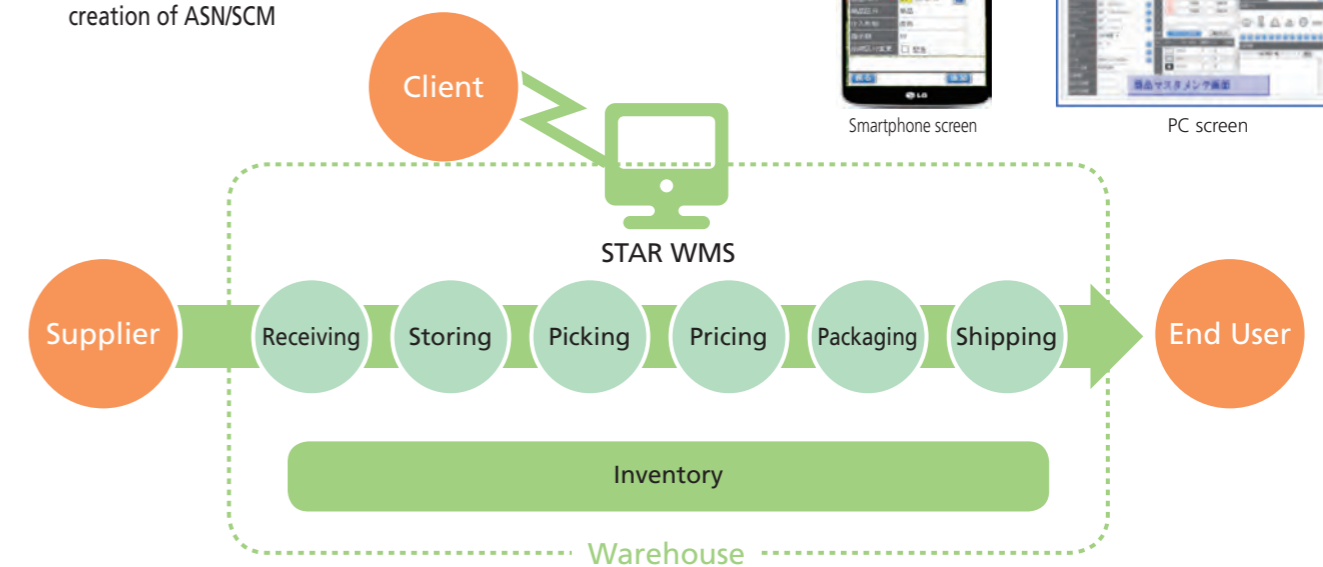 creation of ASN/SCM
Client
LG
商品マスタメンテ画面
Smartphone screen
PC screen
STAR WMS
Supplier
Receiving
Storing
Picking
Pricing
Packaging
Shipping
End User
Inventory
Warehouse